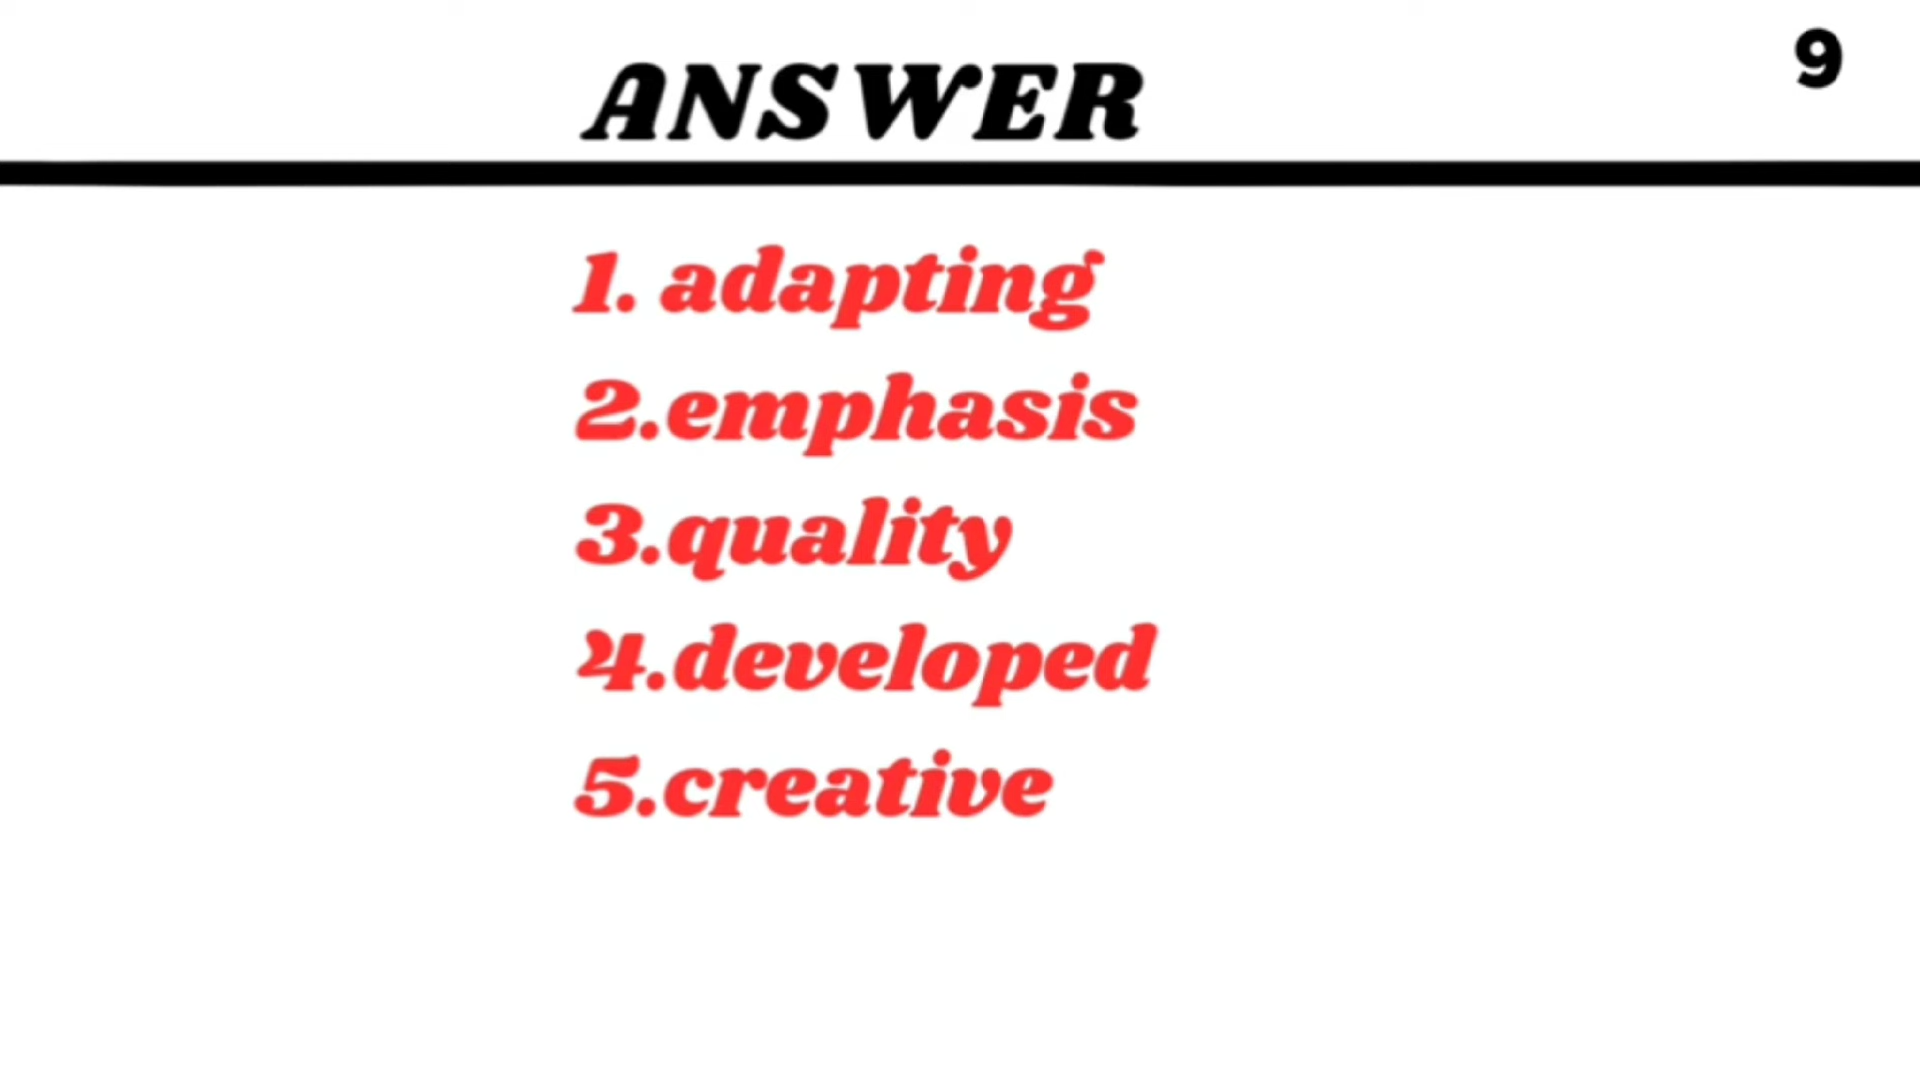 9
ANSWER
1. adapting
2.emphasis
3.quality
4.developed
5.creative